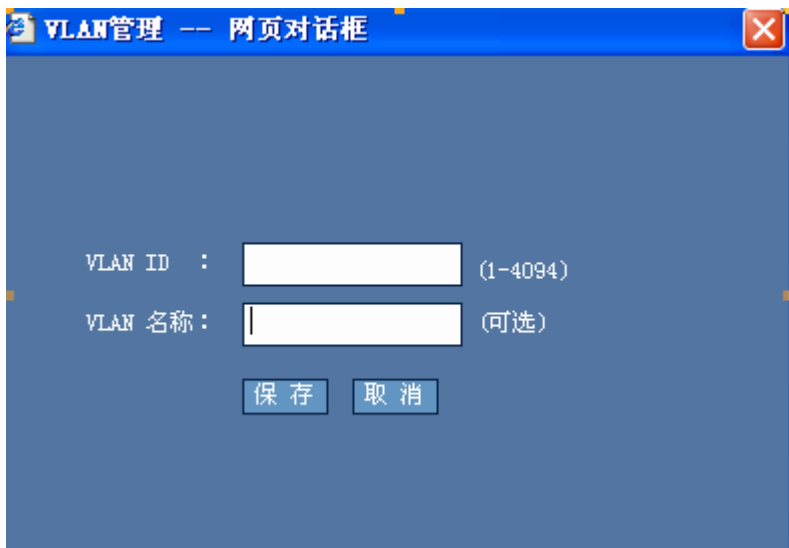 VLAN管理 -- 网页对话框
VLAN ID : (1-4094)
VLAN 名称: (可选)
保 存 取 消